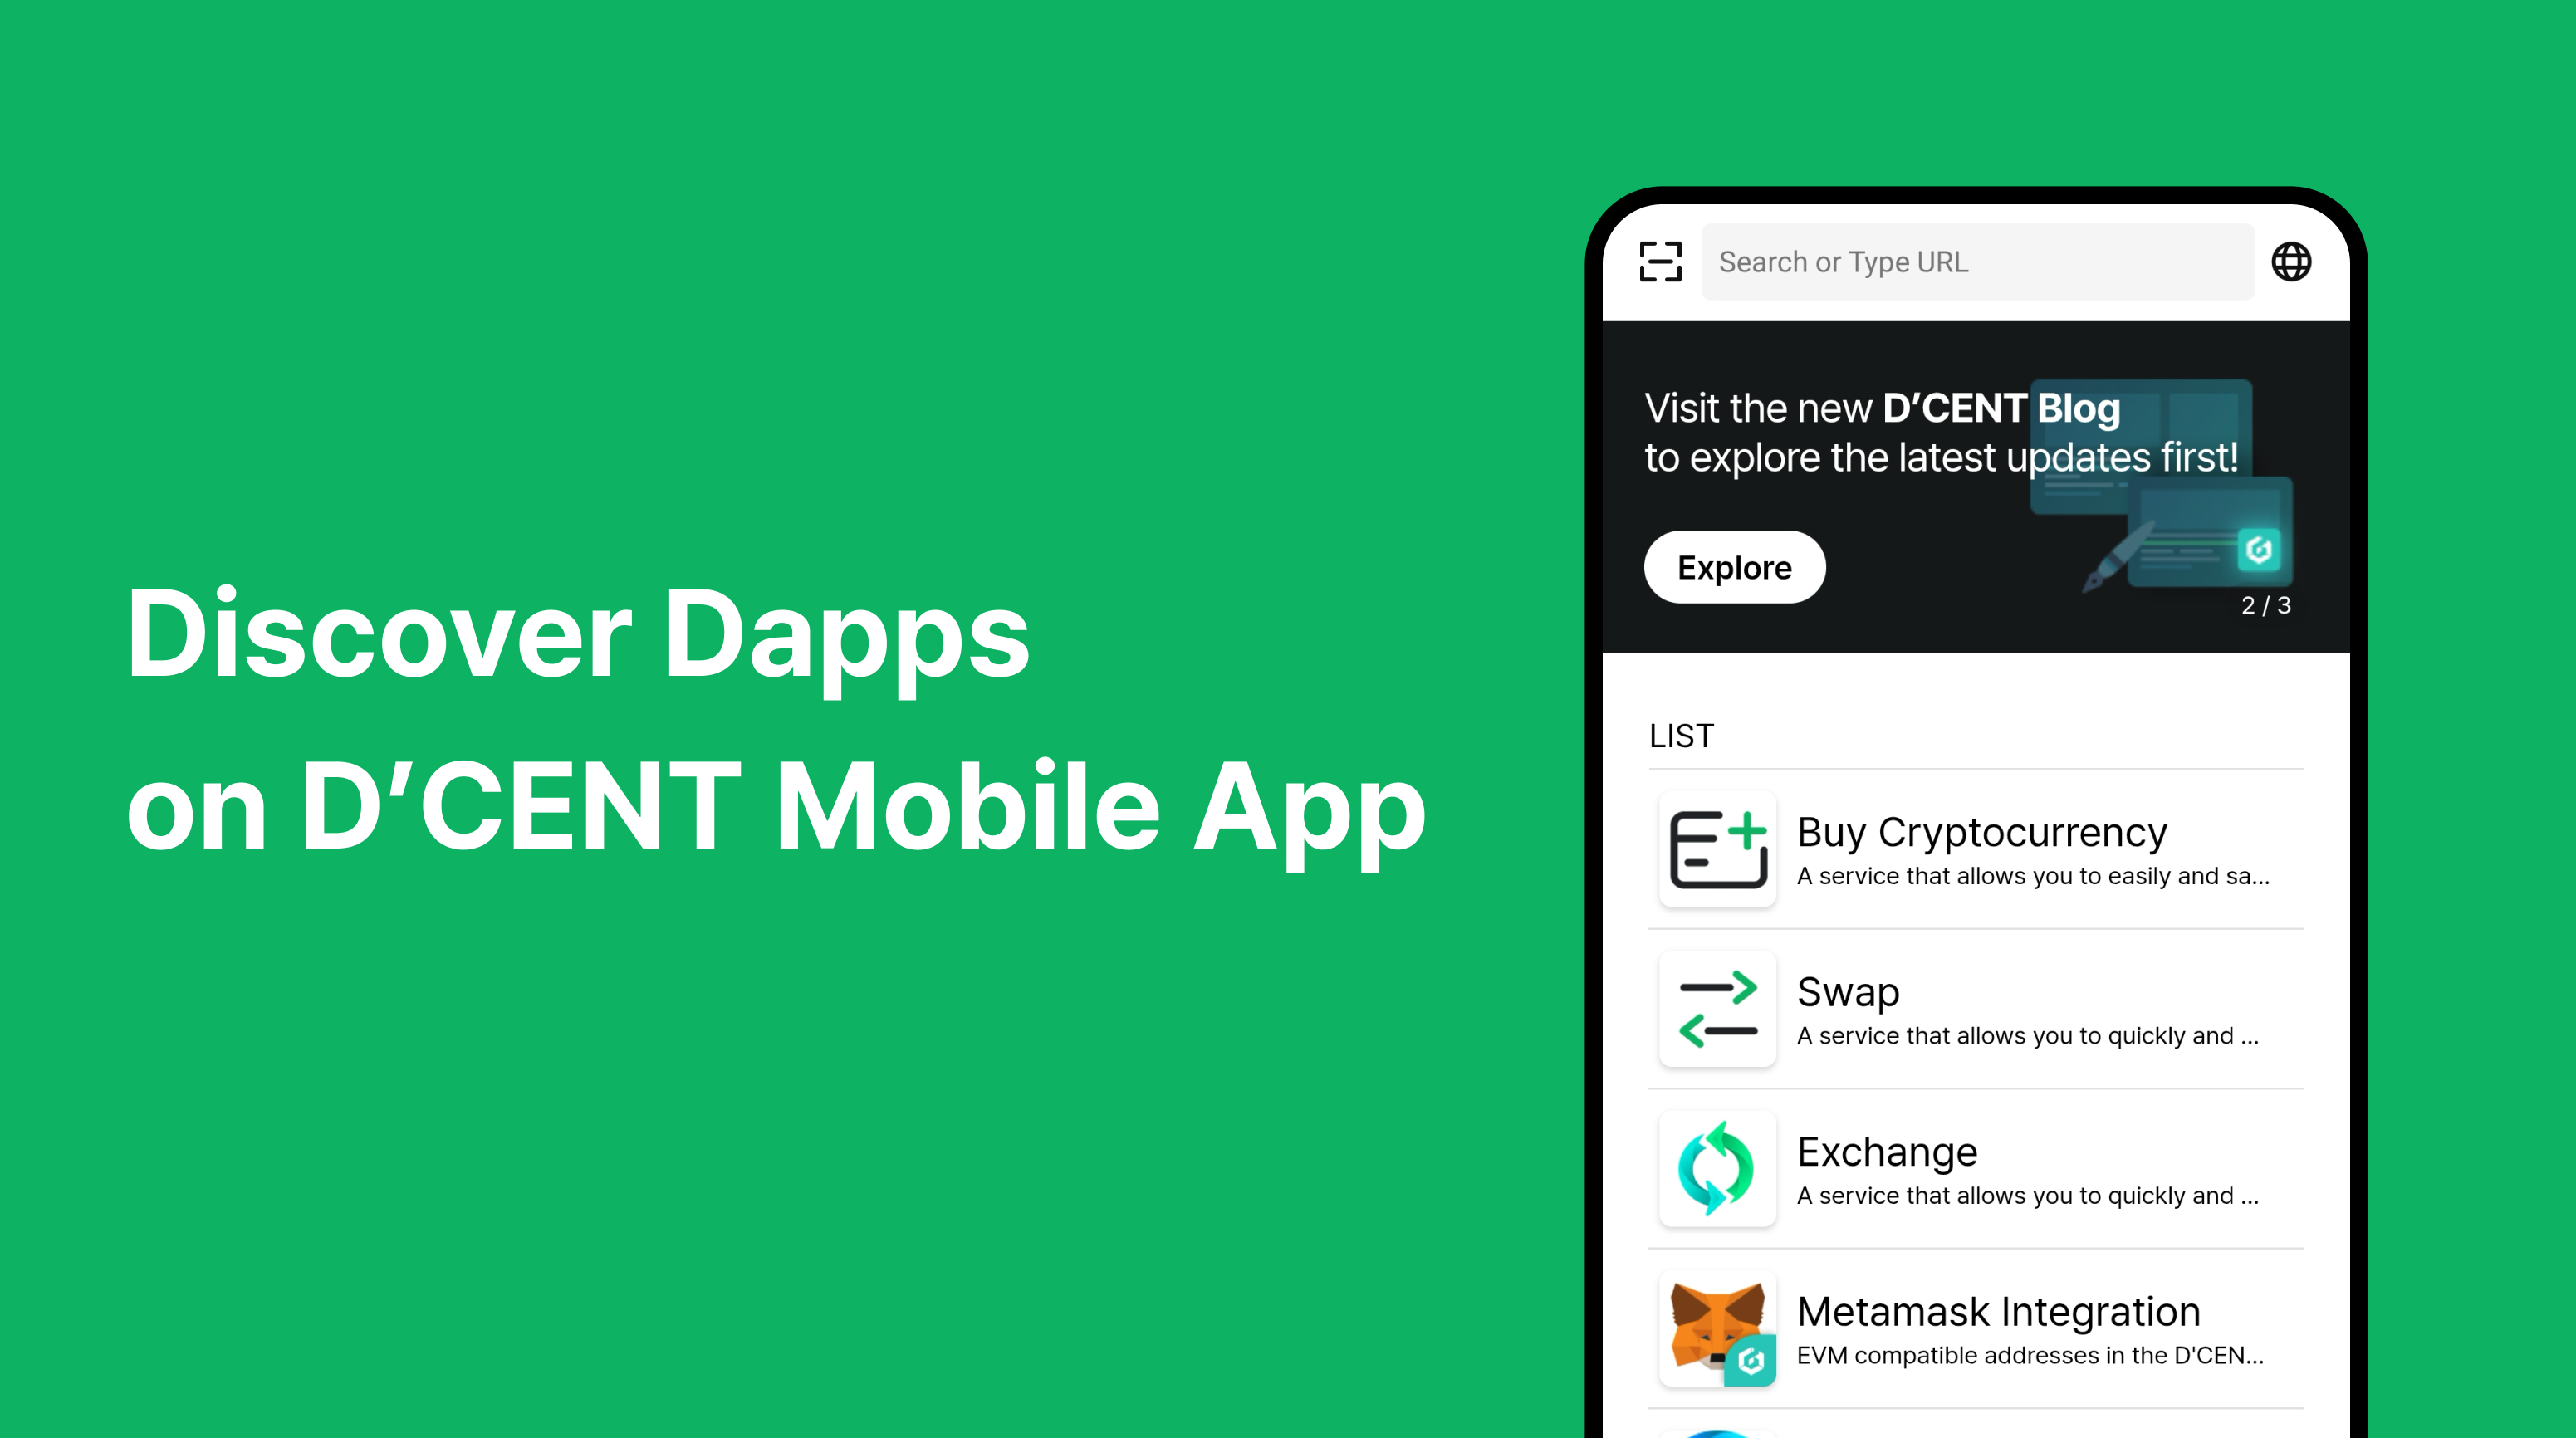 Discover Dapps
on D’CENT Mobile App
Search or Type URL
Visit the new D’CENT Blog
to explore the latest updates first!
Explore
2 / 3
LIST
Buy Cryptocurrency
A service that allows you to easily and sa...
Swap
A service that allows you to quickly and ...
Exchange
A service that allows you to quickly and ...
Metamask Integration
EVM compatible addresses in the D'CEN...